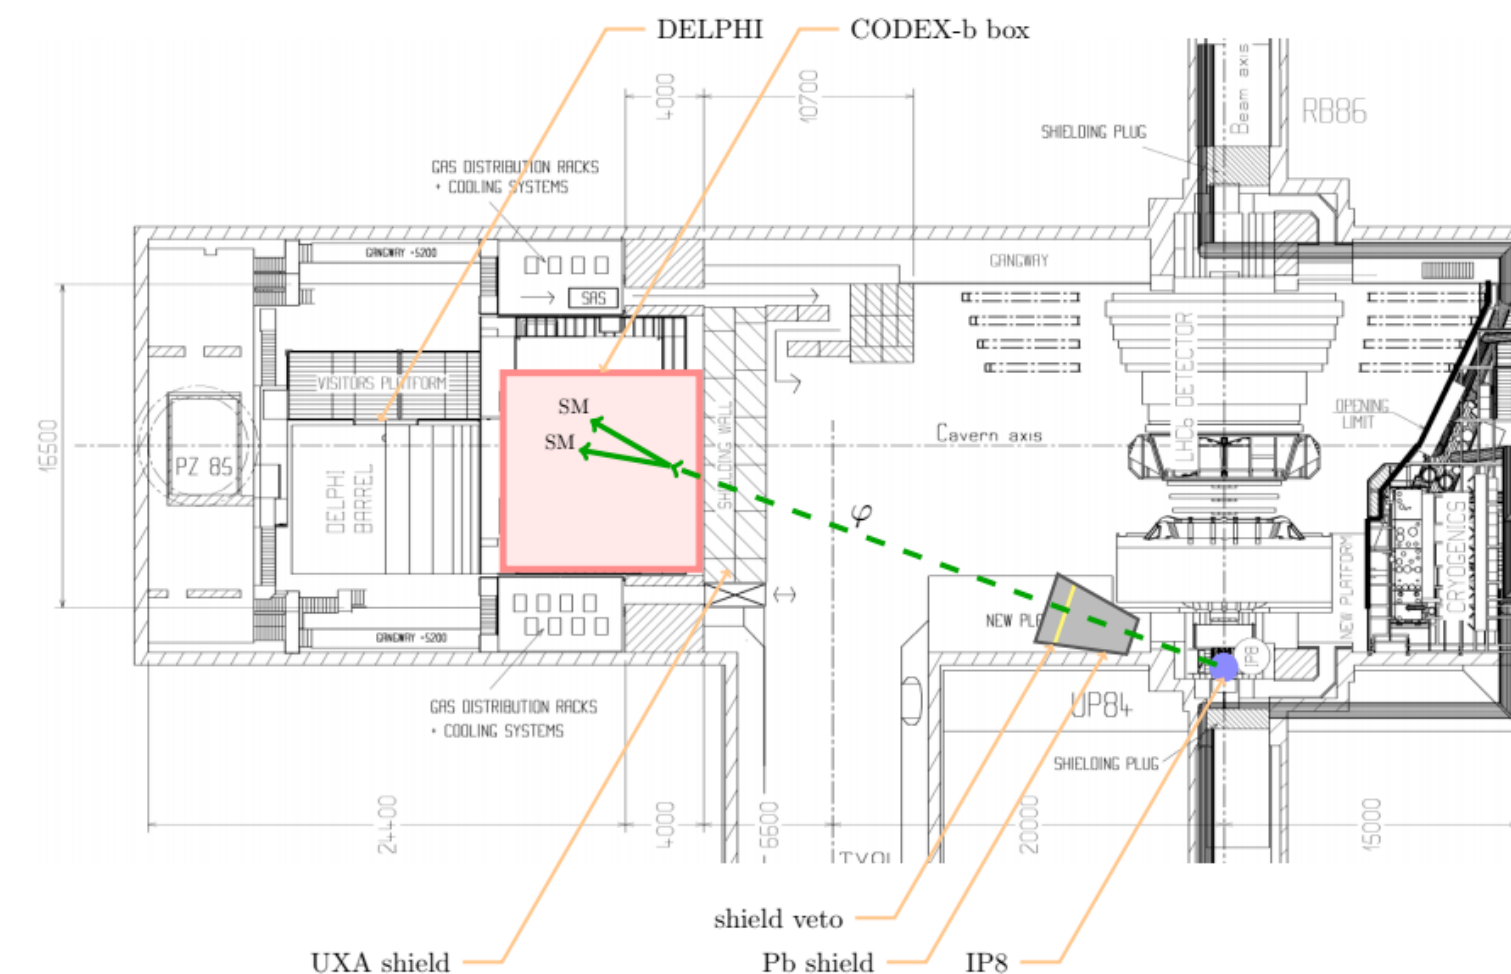 DELPHI
CODEX-b box
4000
10700
Beam axis
RB86
SHIELDING PLUG
GAS DISTRIBUTION RACKS
+ COOLING SYSTEMS
GANGWAY +5200
GANGWAY
SAS
LHCb DETECTOR
VISITORS PLATFORM
OPENING
LIMIT
SM
SM
SHIELDING WALL
Cavern axis
16500
PZ 85
DELPHI
BARREL
φ
CRYOGENICS
NEW PLATFORM
NEW PL
IP8
GANGWAY +5200
UP84
GAS DISTRIBUTION RACKS
+ COOLING SYSTEMS
SHIELDING PLUG
24400
4000
6600
20000
15000
shield veto
UXA shield
Pb shield
IP8